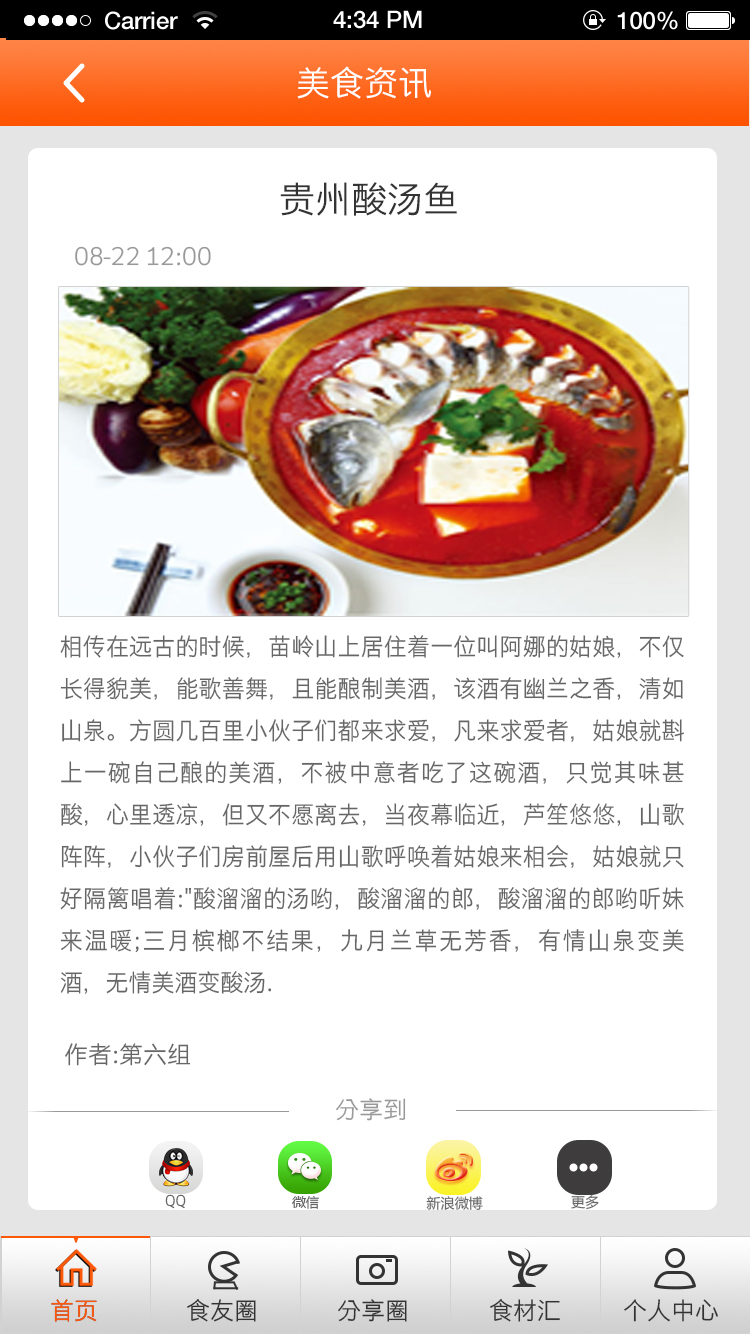 Carrier 4:34 PM 100%
美食资讯
贵州酸汤鱼
08-22 12:00
相传在远古的时候，苗岭山上居住着一位叫阿娜的姑娘，不仅
长得貌美，能歌善舞，且能酿制美酒，该酒有幽兰之香，清如
山泉。方圆几百里小伙子们都来求爱，凡来求爱者，姑娘就斟
上一碗自己酿的美酒，不被中意者吃了这碗酒，只觉其味甚
酸，心里透凉，但又不愿离去，当夜幕临近，芦笙悠悠，山歌
阵阵，小伙子们房前屋后用山歌呼唤着姑娘来相会，姑娘就只
好隔篱唱着:"酸溜溜的汤哟，酸溜溜的郎，酸溜溜的郎哟听妹
来温暖;三月槟榔不结果，九月兰草无芳香，有情山泉变美
酒，无情美酒变酸汤.
作者:第六组
分享到
QQ 微信 新浪微博 更多
首页 食友圈 分享圈 食材汇 个人中心